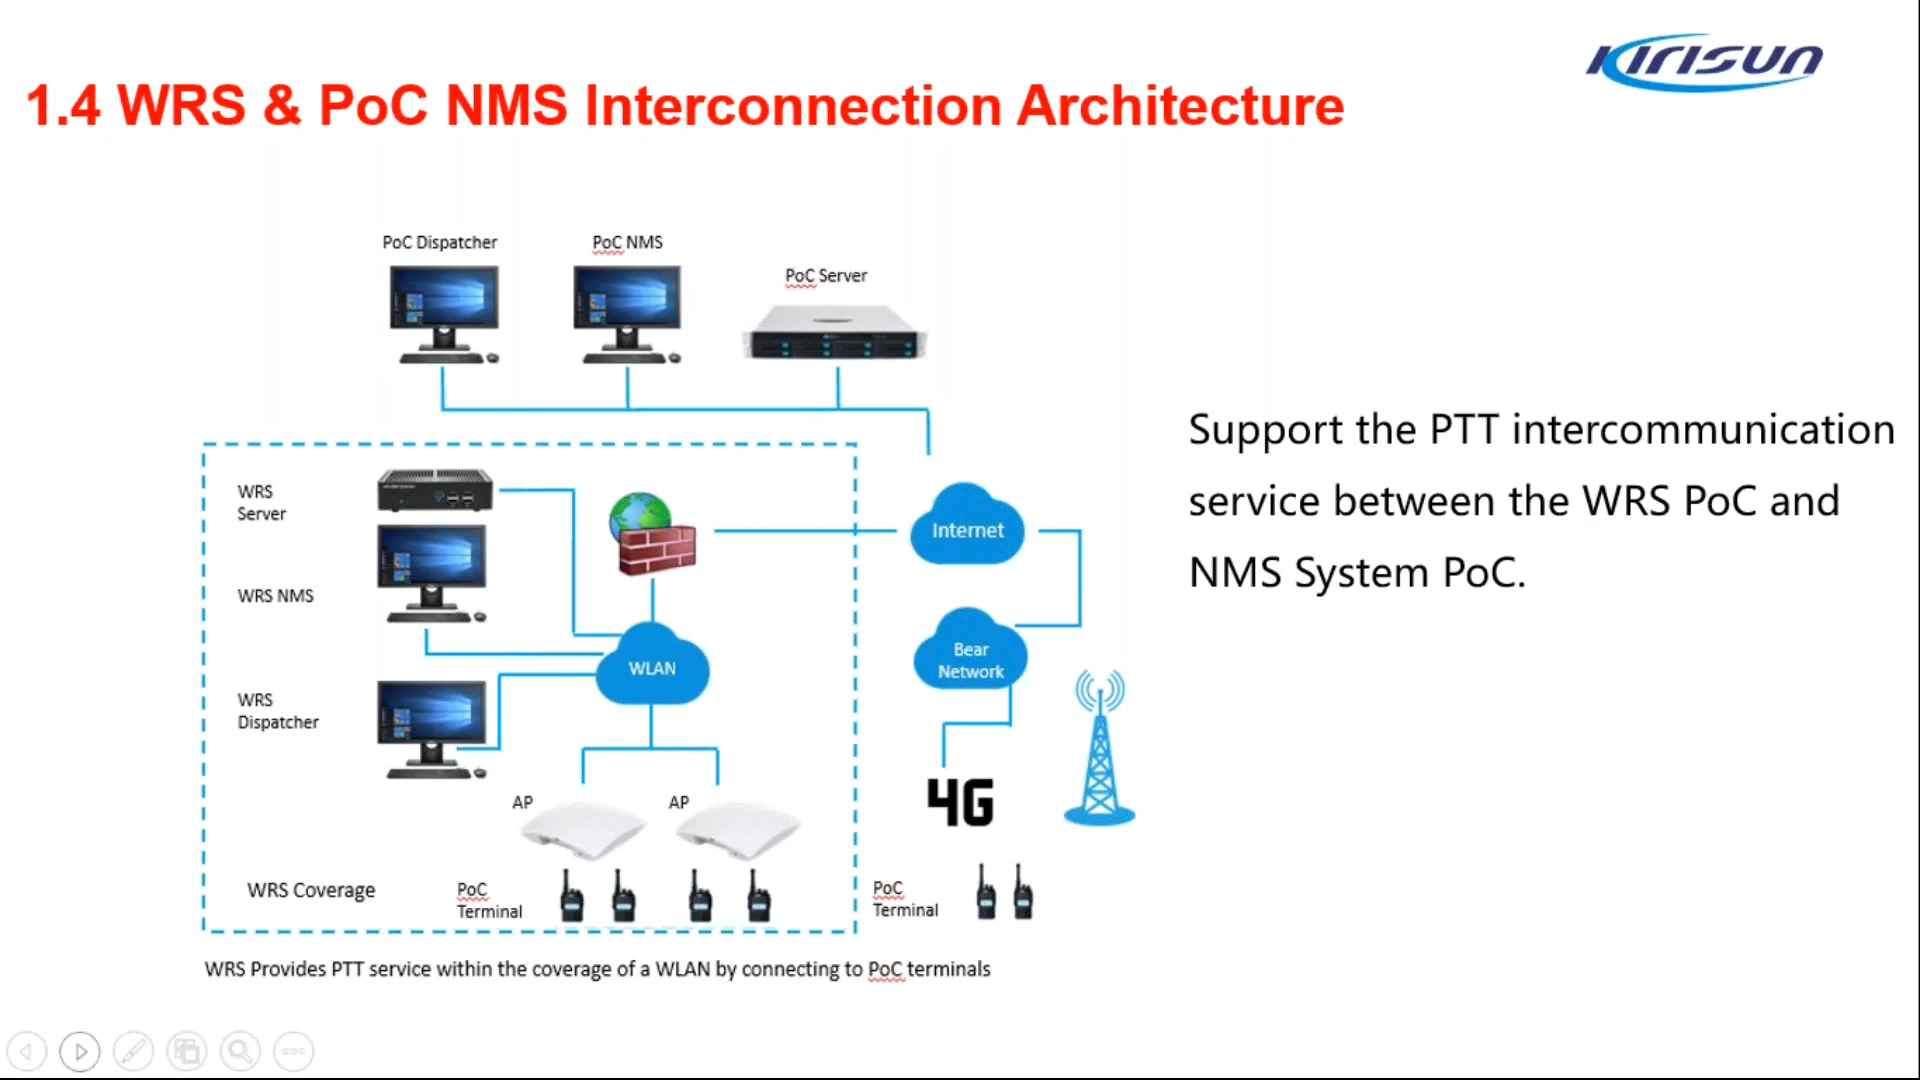 KIRISUN
1.4 WRS & PoC NMS Interconnection Architecture
PoC Dispatcher
PoC NMS
PoC Server
Support the PTT intercommunication
service between the WRS PoC and
NMS System PoC.
WRS
Server
Internet
WRS NMS
WLAN
Bear
Network
WRS
Dispatcher
AP
AP
4G
WRS Coverage
PoC
Terminal
PoC
Terminal
WRS Provides PTT service within the coverage of a WLAN by connecting to PoC terminals